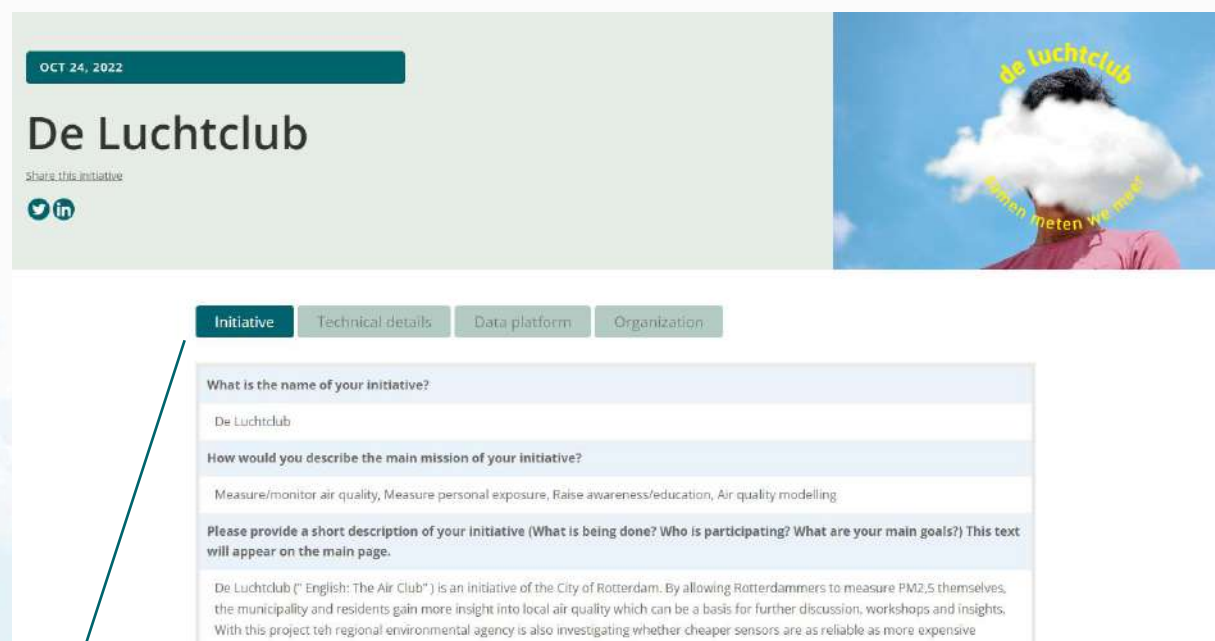 OCT 24, 2022
De Luchtclub
Share this initiative
de luchtclub
samen meten we meer
Initiative
Technical details
Data platform
Organization
What is the name of your initiative?
De Luchtclub
How would you describe the main mission of your initiative?
Measure/monitor air quality, Measure personal exposure, Raise awareness/education, Air quality modelling
Please provide a short description of your initiative (What is being done? Who is participating? What are your main goals?) This text
will appear on the main page.
De Luchtclub (" English: The Air Club" ) is an initiative of the City of Rotterdam. By allowing Rotterdammers to measure PM2,5 themselves,
the municipality and residents gain more insight into local air quality which can be a basis for further discussion, workshops and insights.
With this project teh regional environmental agency is also investigating whether cheaper sensors are as reliable as more expensive